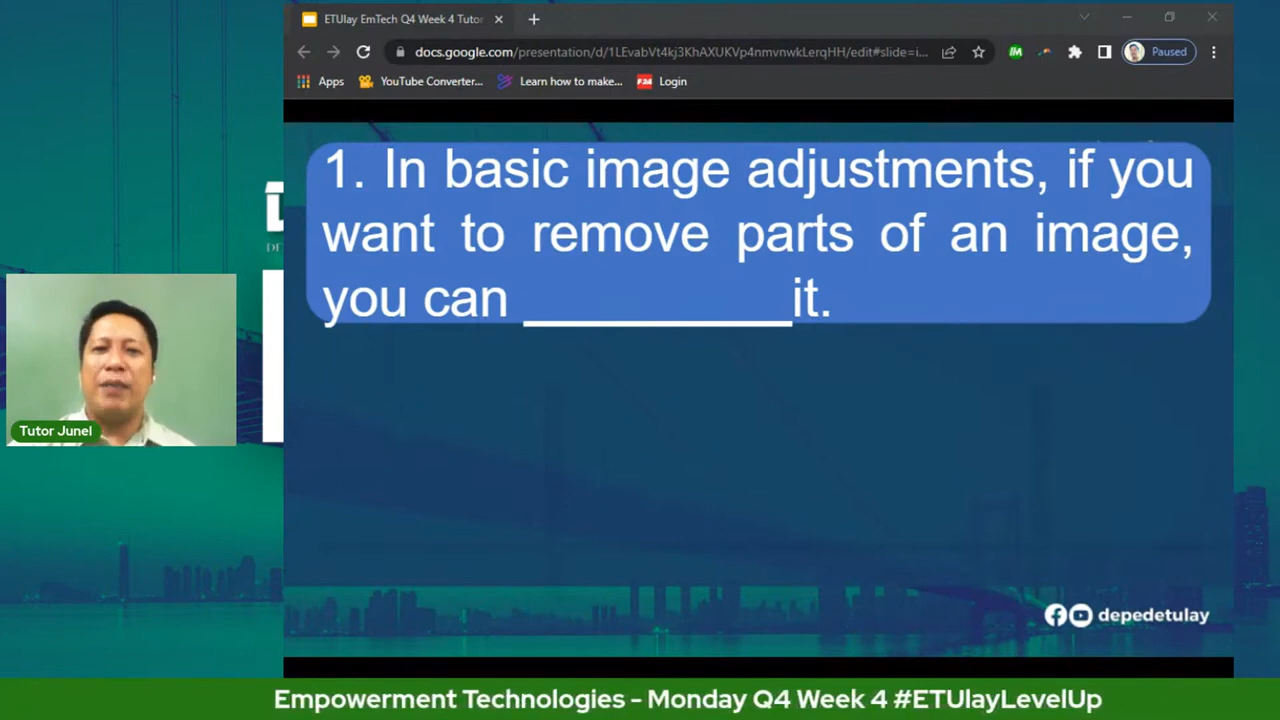 ETUlay EmTech Q4 Week 4 Tutor
docs.google.com/presentation/d/1LEvabVt4kj3KhAXUKVp4nmvnwkLerqHH/edit#slide=i...
Paused
Apps
YouTube Converter...
Learn how to make...
Login
1. In basic image adjustments, if you
want to remove parts of an image,
you can __________it.
Tutor Junel
depedetulay
Empowerment Technologies - Monday Q4 Week 4 #ETUlayLevelUp